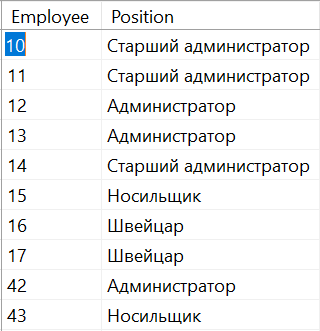 Employee Position
10 Старший администратор
11 Старший администратор
12 Администратор
13 Администратор
14 Старший администратор
15 Носильщик
16 Швейцар
17 Швейцар
42 Администратор
43 Носильщик